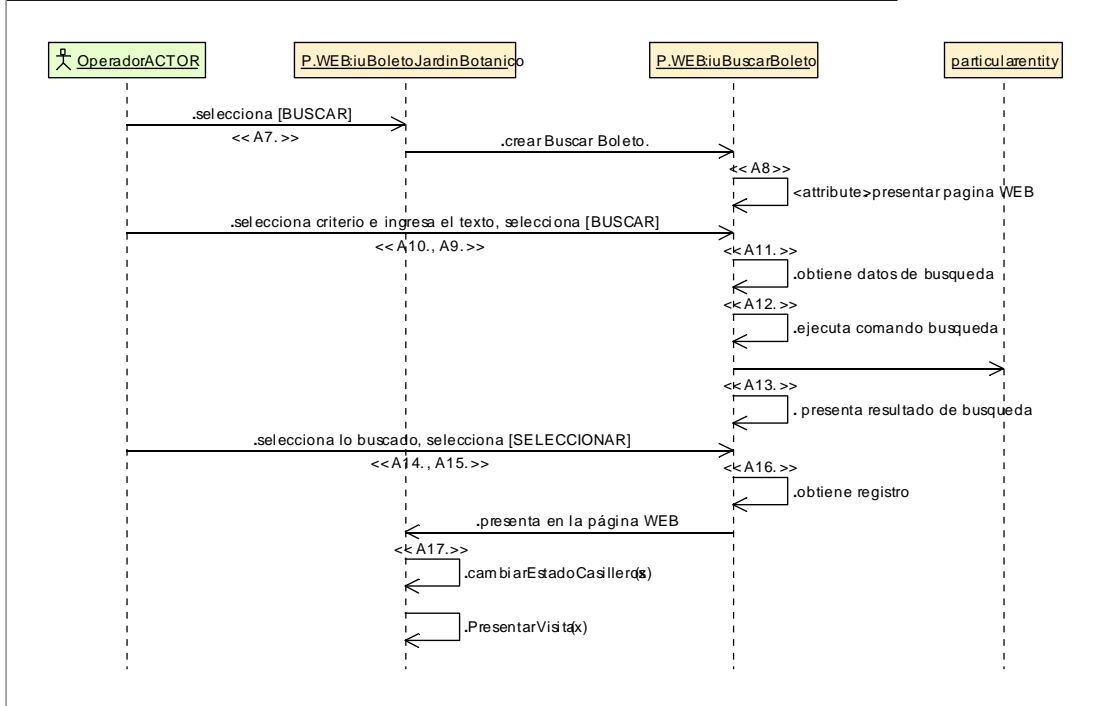 OperadorACTOR
P.WEB:iuBoletoJardinBotanico
P.WEB:iuBuscarBoleto
particular:entity
.selecciona [BUSCAR]
<< A7. >>
.crear Buscar Boleto.
<< A8 >>
<attribute>presentar pagina WEB
.selecciona criterio e ingresa el texto, selecciona [BUSCAR]
<< A10. , A9. >>
<< A11. >>
.obtiene datos de busqueda
<< A12. >>
.ejecuta comando busqueda
<< A13. >>
. presenta resultado de busqueda
.selecciona lo buscado, selecciona [SELECCIONAR]
<< A14. , A15. >>
<< A16. >>
.obtiene registro
.presenta en la página WEB
<< A17. >>
.cambiarEstadoCasilleros(x)
.PresentarVisita(x)